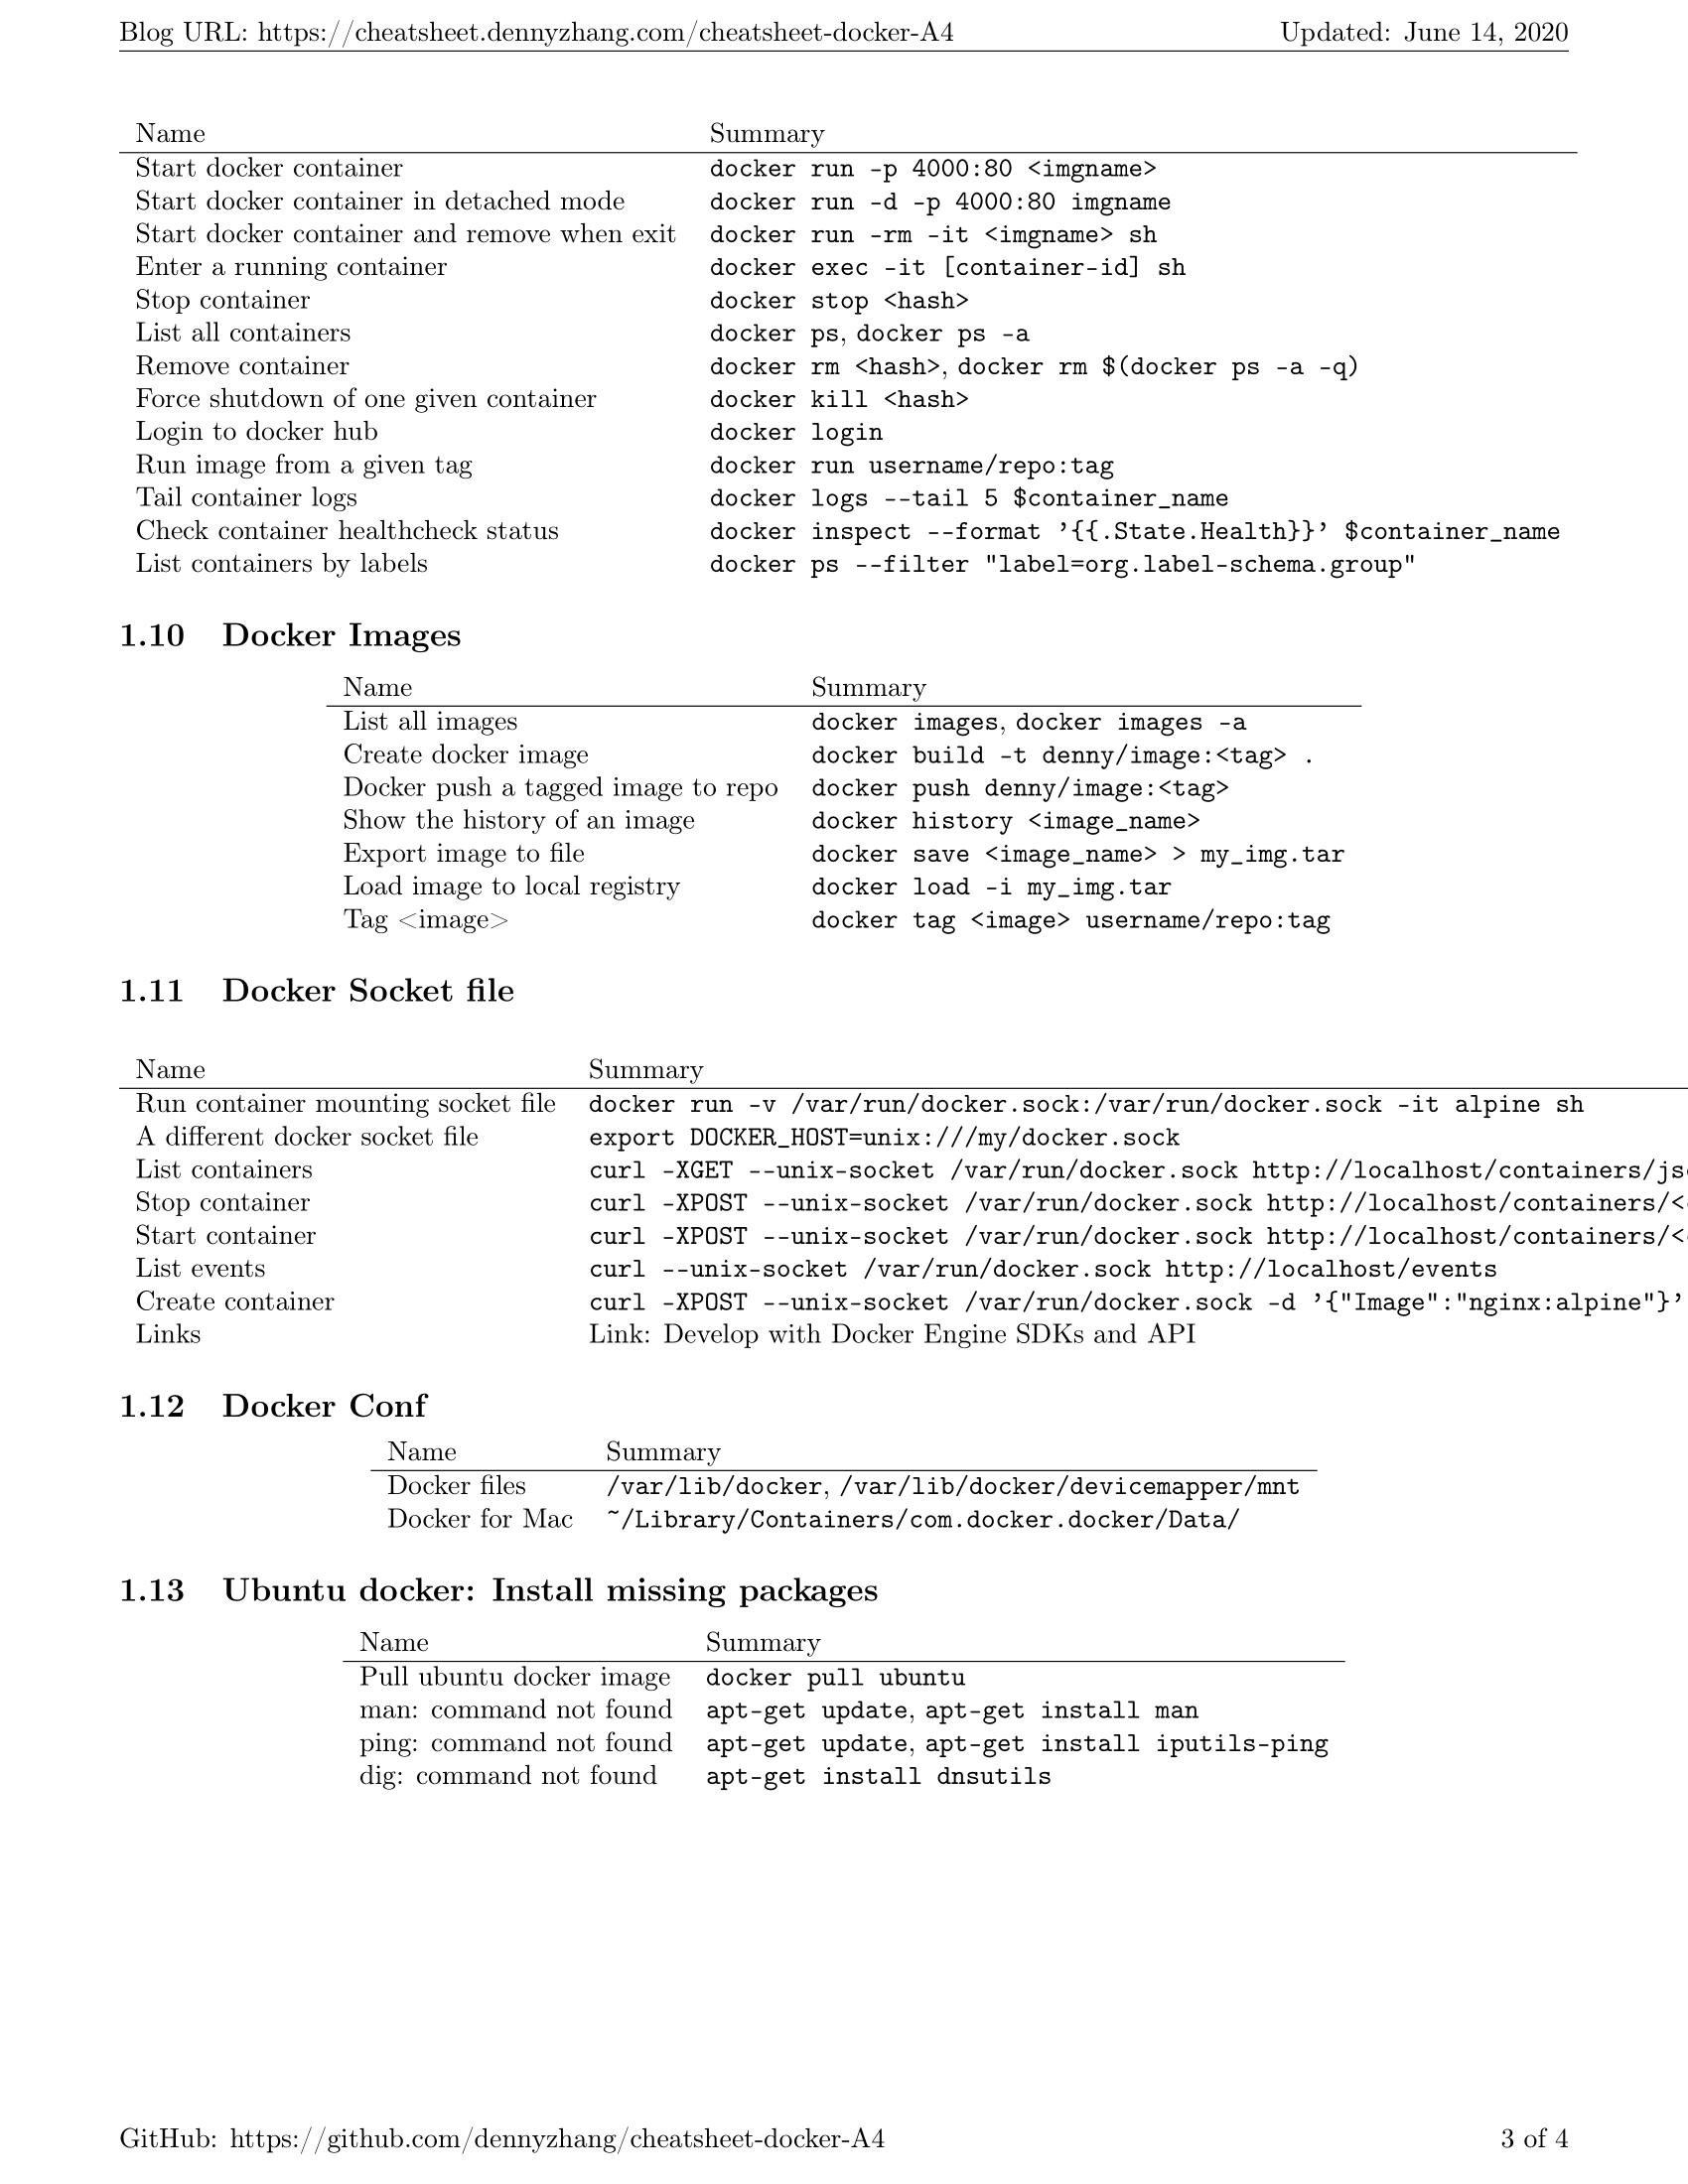 Blog URL: https://cheatsheet.dennyzhang.com/cheatsheet-docker-A4 Updated: June 14, 2020
Name Summary
Start docker container docker run -p 4000:80 <imgname>
Start docker container in detached mode docker run -d -p 4000:80 imgname
Start docker container and remove when exit docker run -rm -it <imgname> sh
Enter a running container docker exec -it [container-id] sh
Stop container docker stop <hash>
List all containers docker ps, docker ps -a
Remove container docker rm <hash>, docker rm $(docker ps -a -q)
Force shutdown of one given container docker kill <hash>
Login to docker hub docker login
Run image from a given tag docker run username/repo:tag
Tail container logs docker logs --tail 5 $container_name
Check container healthcheck status docker inspect --format ’{{.State.Health}}’ $container_name
List containers by labels docker ps --filter "label=org.label-schema.group"
1.10 Docker Images
Name Summary
List all images docker images, docker images -a
Create docker image docker build -t denny/image:<tag> .
Docker push a tagged image to repo docker push denny/image:<tag>
Show the history of an image docker history <image_name>
Export image to file docker save <image_name> > my_img.tar
Load image to local registry docker load -i my_img.tar
Tag <image> docker tag <image> username/repo:tag
1.11 Docker Socket file
Name Summary
Run container mounting socket file docker run -v /var/run/docker.sock:/var/run/docker.sock -it alpine sh
A different docker socket file export DOCKER_HOST=unix:///my/docker.sock
List containers curl -XGET --unix-socket /var/run/docker.sock http://localhost/containers/js
Stop container curl -XPOST --unix-socket /var/run/docker.sock http://localhost/containers/<
Start container curl -XPOST --unix-socket /var/run/docker.sock http://localhost/containers/<
List events curl --unix-socket /var/run/docker.sock http://localhost/events
Create container curl -XPOST --unix-socket /var/run/docker.sock -d ’{"Image":"nginx:alpine"}’
Links Link: Develop with Docker Engine SDKs and API
1.12 Docker Conf
Name Summary
Docker files /var/lib/docker, /var/lib/docker/devicemapper/mnt
Docker for Mac ~/Library/Containers/com.docker.docker/Data/
1.13 Ubuntu docker: Install missing packages
Name Summary
Pull ubuntu docker image docker pull ubuntu
man: command not found apt-get update, apt-get install man
ping: command not found apt-get update, apt-get install iputils-ping
dig: command not found apt-get install dnsutils
GitHub: https://github.com/dennyzhang/cheatsheet-docker-A4 3 of 4